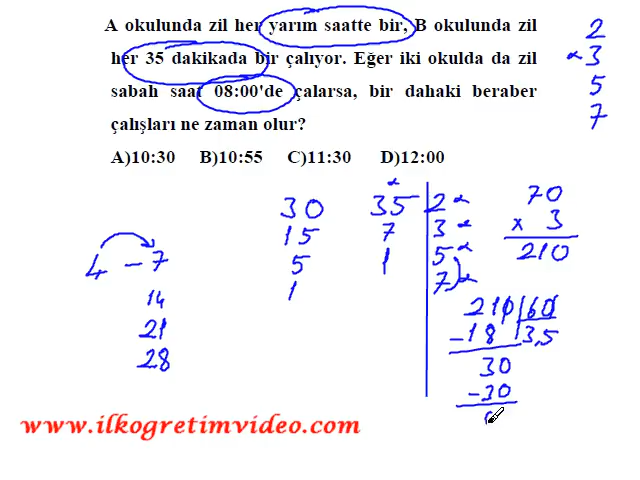 A okulunda zil her yarım saatte bir, B okulunda zil
her 35 dakikada bir çalıyor. Eğer iki okulda da zil
sabah saat 08:00'de çalarsa, bir dahaki beraber
çalışları ne zaman olur?
A)10:30 B)10:55 C)11:30 D)12:00
2
3
5
7
30 35 2
15 7 3
5 1 5
1 7
4 - 7
14
21
28
70
x 3
210
210 60
-18 3,5
30
-30
0
www.ilkogretimvideo.com